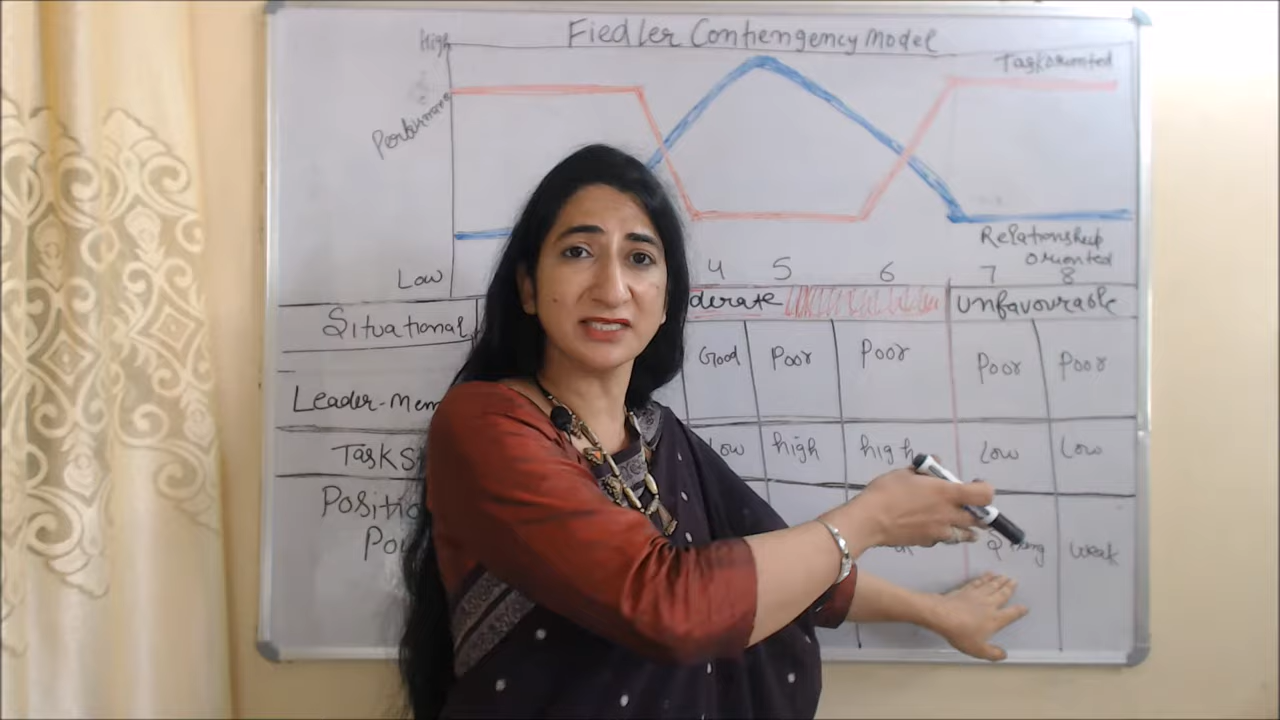 Fiedler Contiengency Model
High
Task oriented
Performance
Relationship
oriented
Low 4 5 6 7 8
Situational derate unfavourable
Good Poor Poor Poor Poor
Leader-Mem
Task S Low high high Low Low
Positio
Po Strong weak